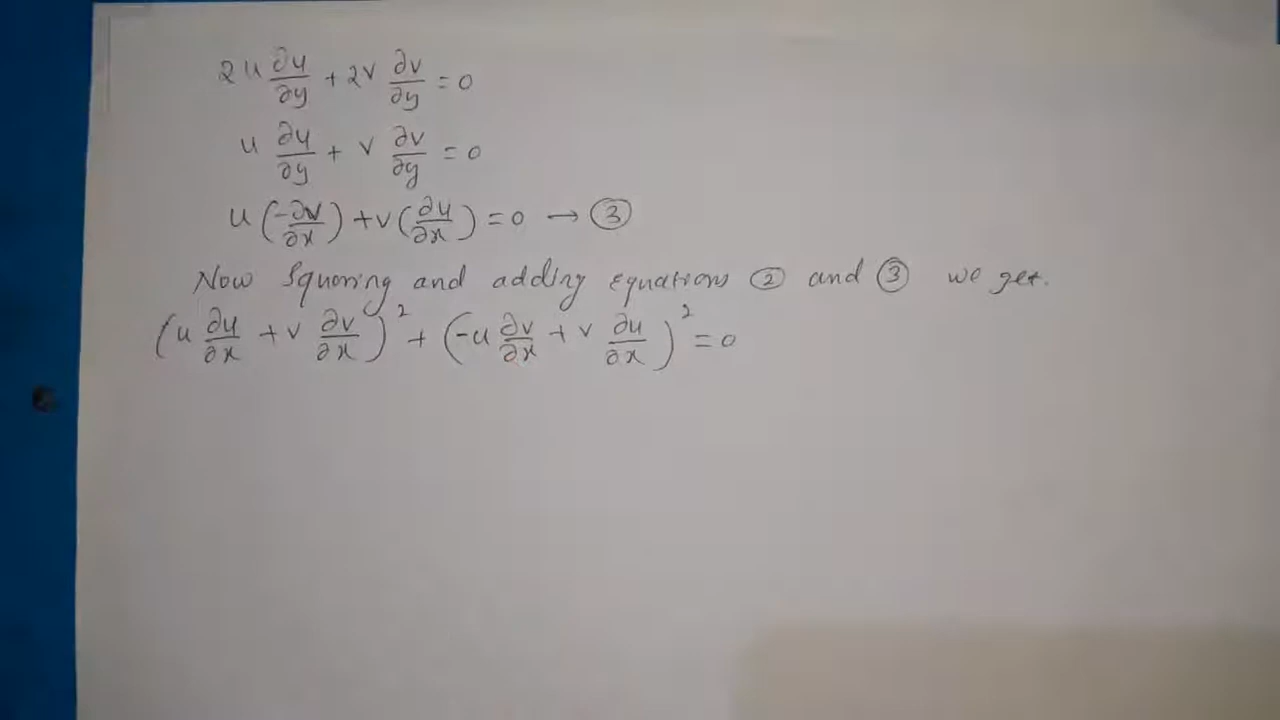 2u ∂u/∂y + 2v ∂v/∂y = 0
u ∂u/∂y + v ∂v/∂y = 0
u (-∂v/∂x) + v (∂u/∂x) = 0 → ③
Now Squaring and adding equations ② and ③ we get.
(u ∂u/∂x + v ∂v/∂x)² + (-u ∂v/∂x + v ∂u/∂x)² = 0